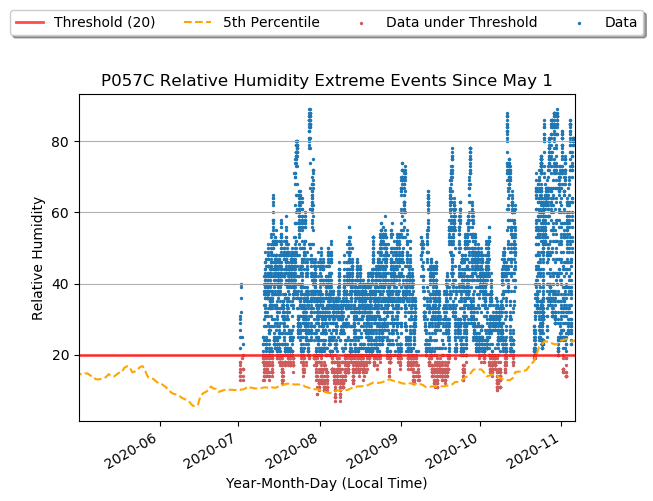 Threshold (20) 5th Percentile Data under Threshold Data
P057C Relative Humidity Extreme Events Since May 1
80
60
40
20
Relative Humidity
2020-06 2020-07 2020-08 2020-09 2020-10 2020-11
Year-Month-Day (Local Time)